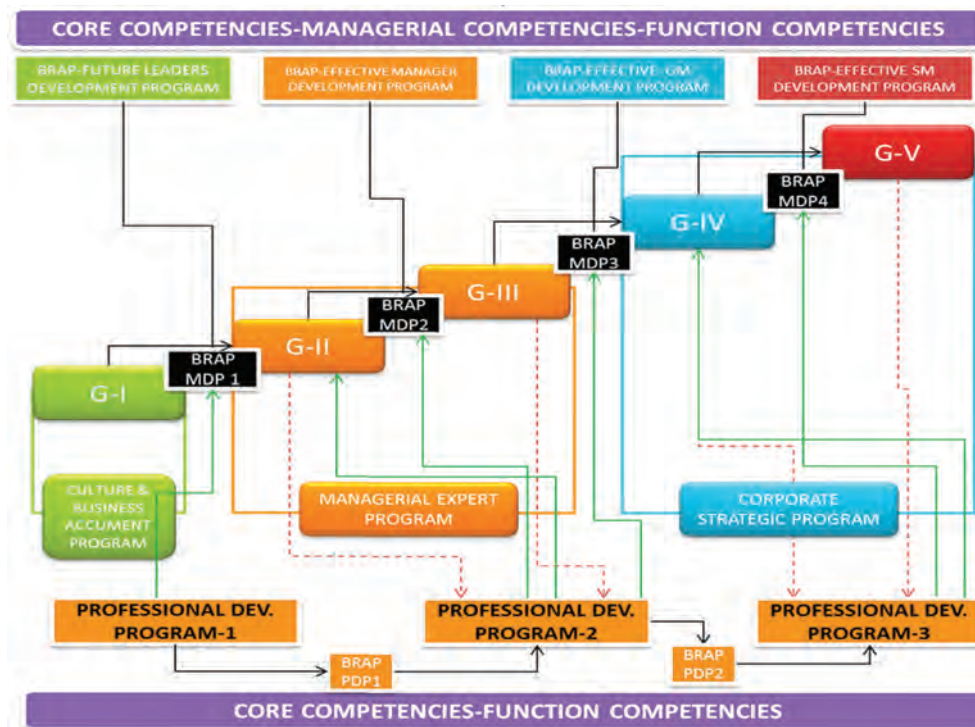 CORE COMPETENCIES-MANAGERIAL COMPETENCIES-FUNCTION COMPETENCIES
BRAP-FUTURE LEADERS
DEVELOPMENT PROGRAM
BRAP-EFFECTIVE MANAGER
DEVELOPMENT PROGRAM
BRAP-EFFECTIVE GM
DEVELOPMENT PROGRAM
BRAP-EFFECTIVE SM
DEVELOPMENT PROGRAM
G-V
BRAP
MDP4
G-IV
BRAP
MDP3
G-III
BRAP
MDP2
G-II
BRAP
MDP 1
G-I
CULTURE &
BUSINESS
ACCUMENT
PROGRAM
MANAGERIAL EXPERT
PROGRAM
CORPORATE
STRATEGIC PROGRAM
PROFESSIONAL DEV.
PROGRAM-1
PROFESSIONAL DEV.
PROGRAM-2
PROFESSIONAL DEV.
PROGRAM-3
BRAP
PDP1
BRAP
PDP2
CORE COMPETENCIES-FUNCTION COMPETENCIES